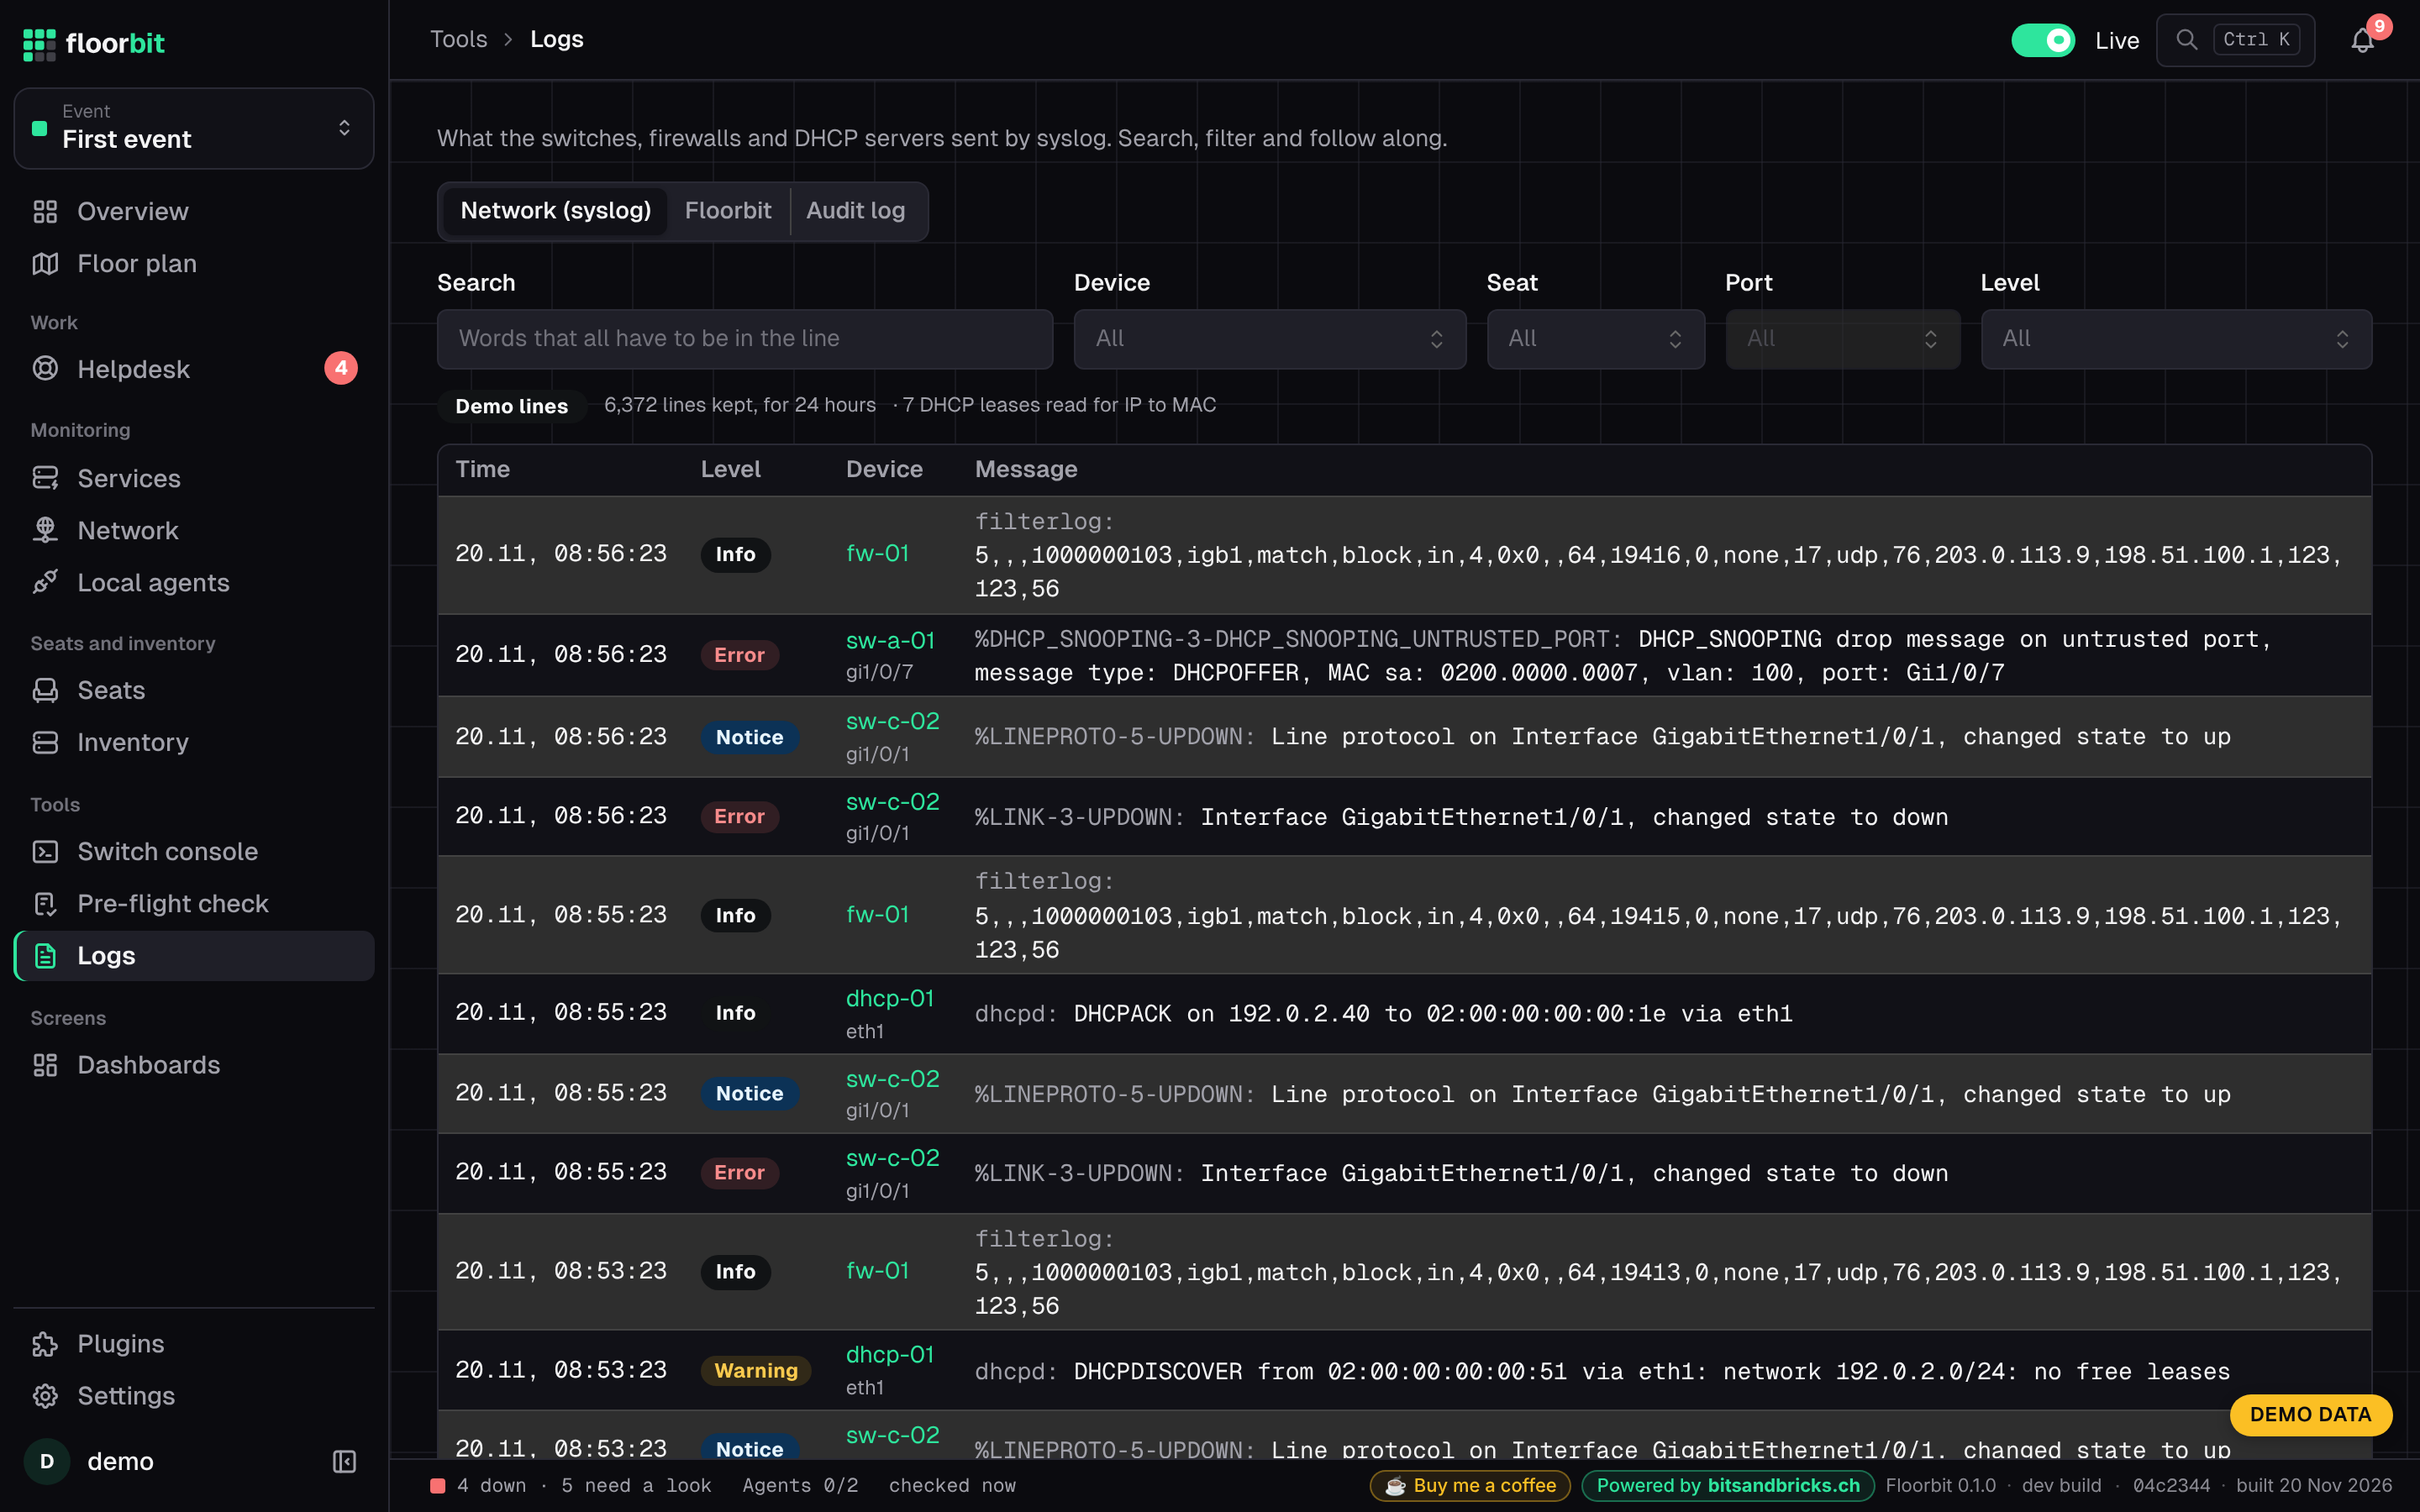 floorbit
Event
First event
Overview
Floor plan
Work
Helpdesk 4
Monitoring
Services
Network
Local agents
Seats and inventory
Seats
Inventory
Tools
Switch console
Pre-flight check
Logs
Screens
Dashboards
Plugins
Settings
D demo
Tools > Logs
Live
Ctrl K
9
What the switches, firewalls and DHCP servers sent by syslog. Search, filter and follow along.
Network (syslog) Floorbit Audit log
Search Device Seat Port Level
Words that all have to be in the line All All All All
Demo lines 6,372 lines kept, for 24 hours · 7 DHCP leases read for IP to MAC
Time Level Device Message
filterlog:
20.11, 08:56:23 Info fw-01 5,,,1000000103,igb1,match,block,in,4,0x0,,64,19416,0,none,17,udp,76,203.0.113.9,198.51.100.1,123,
123,56
20.11, 08:56:23 Error sw-a-01 %DHCP_SNOOPING-3-DHCP_SNOOPING_UNTRUSTED_PORT: DHCP_SNOOPING drop message on untrusted port,
gi1/0/7 message type: DHCPOFFER, MAC sa: 0200.0000.0007, vlan: 100, port: Gi1/0/7
20.11, 08:56:23 Notice sw-c-02 %LINEPROTO-5-UPDOWN: Line protocol on Interface GigabitEthernet1/0/1, changed state to up
gi1/0/1
20.11, 08:56:23 Error sw-c-02 %LINK-3-UPDOWN: Interface GigabitEthernet1/0/1, changed state to down
gi1/0/1
filterlog:
20.11, 08:55:23 Info fw-01 5,,,1000000103,igb1,match,block,in,4,0x0,,64,19415,0,none,17,udp,76,203.0.113.9,198.51.100.1,123,
123,56
20.11, 08:55:23 Info dhcp-01 dhcpd: DHCPACK on 192.0.2.40 to 02:00:00:00:00:1e via eth1
eth1
20.11, 08:55:23 Notice sw-c-02 %LINEPROTO-5-UPDOWN: Line protocol on Interface GigabitEthernet1/0/1, changed state to up
gi1/0/1
20.11, 08:55:23 Error sw-c-02 %LINK-3-UPDOWN: Interface GigabitEthernet1/0/1, changed state to down
gi1/0/1
filterlog:
20.11, 08:53:23 Info fw-01 5,,,1000000103,igb1,match,block,in,4,0x0,,64,19413,0,none,17,udp,76,203.0.113.9,198.51.100.1,123,
123,56
20.11, 08:53:23 Warning dhcp-01 dhcpd: DHCPDISCOVER from 02:00:00:00:00:51 via eth1: network 192.0.2.0/24: no free leases
eth1
20.11, 08:53:23 Notice sw-c-02 %LINEPROTO-5-UPDOWN: Line protocol on Interface GigabitEthernet1/0/1, changed state to up
DEMO DATA
4 down · 5 need a look Agents 0/2 checked now
Buy me a coffee Powered by bitsandbricks.ch Floorbit 0.1.0 · dev build · 04c2344 · built 20 Nov 2026